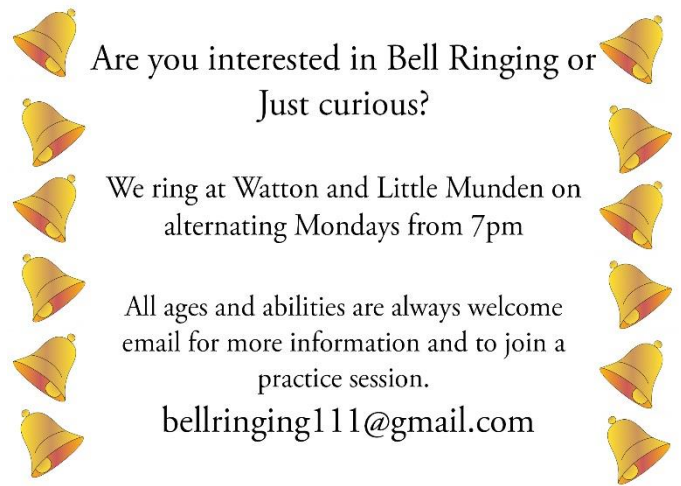 Are you interested in Bell Ringing or
Just curious?
We ring at Watton and Little Munden on
alternating Mondays from 7pm
All ages and abilities are always welcome
email for more information and to join a
practice session.
bellringing111@gmail.com